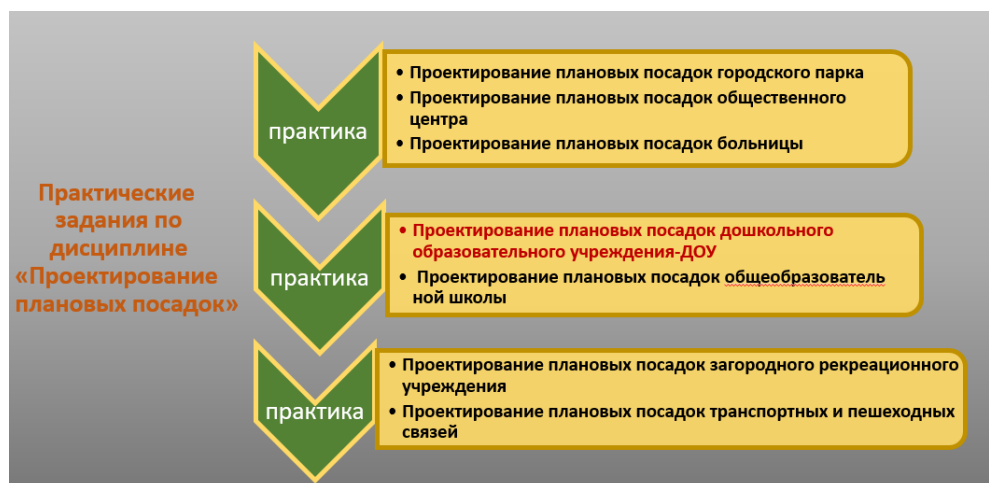 Практические
задания по
дисциплине
«Проектирование
плановых посадок»
практика
• Проектирование плановых посадок городского парка
• Проектирование плановых посадок общественного
центра
• Проектирование плановых посадок больницы
практика
• Проектирование плановых посадок дошкольного
образовательного учреждения-ДОУ
• Проектирование плановых посадок общеобразователь
ной школы
практика
• Проектирование плановых посадок загородного рекреационного
учреждения
• Проектирование плановых посадок транспортных и пешеходных
связей